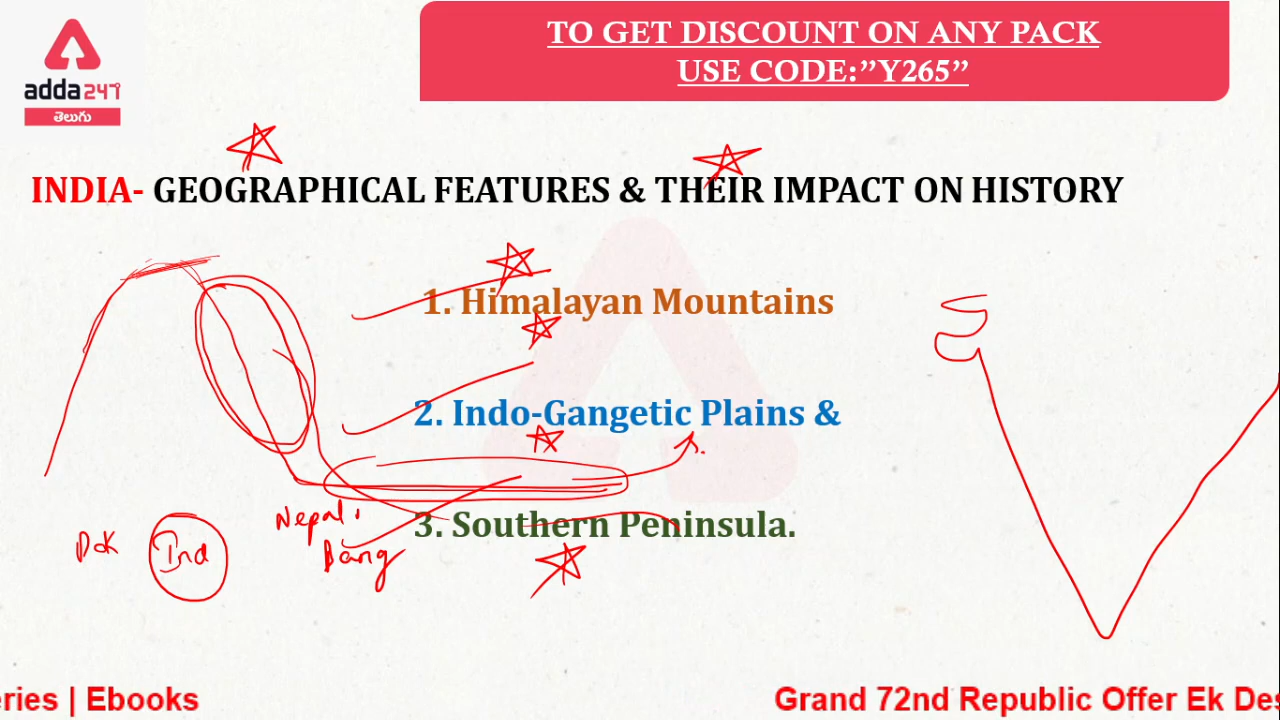 TO GET DISCOUNT ON ANY PACK
USE CODE:”Y265”
adda247
తెలుగు
INDIA- GEOGRAPHICAL FEATURES & THEIR IMPACT ON HISTORY
1. Himalayan Mountains
2. Indo-Gangetic Plains &
3. Southern Peninsula.
Nepal,
Pak Ind Bang
eries | Ebooks
Grand 72nd Republic Offer Ek Des